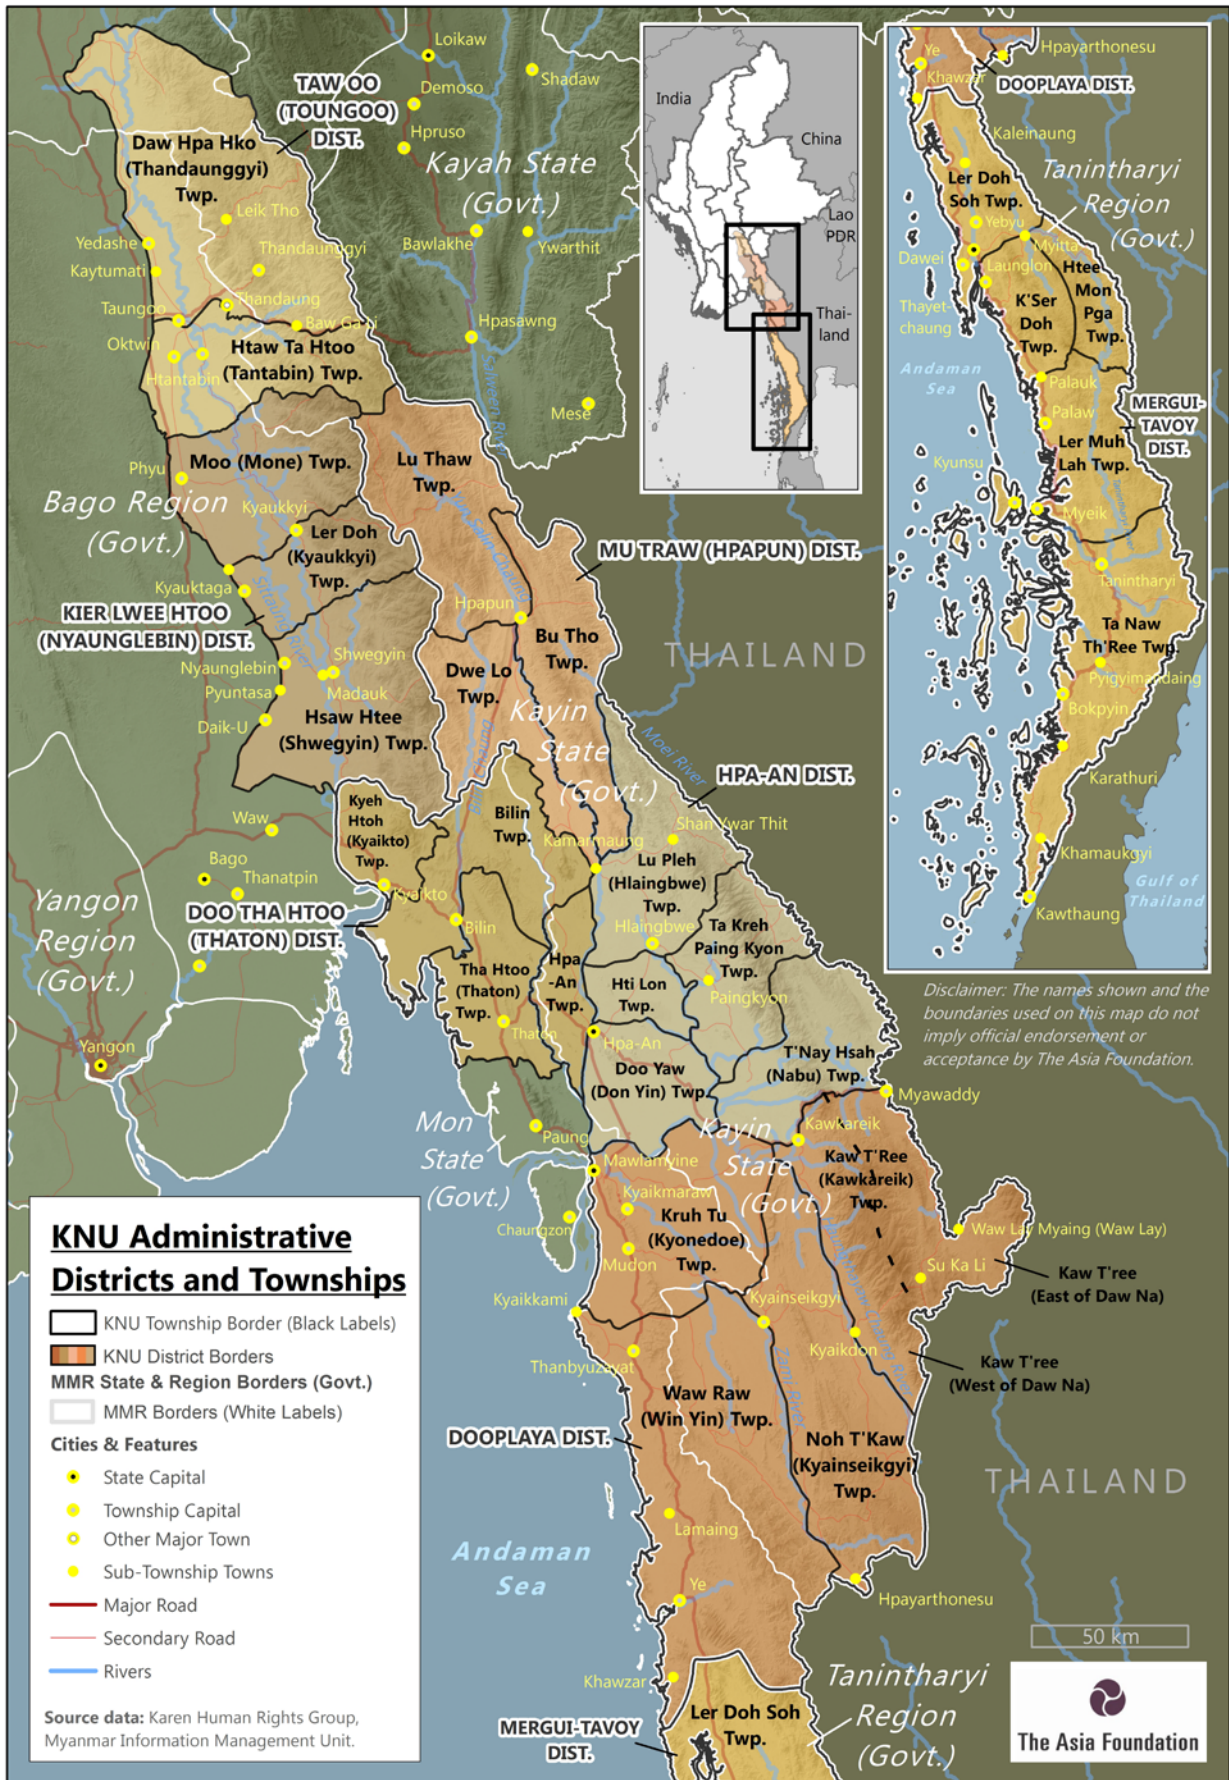 Loikaw
Shadaw
TAW OO
(TOUNGOO)
DIST.
Demoso
Hpruso
Daw Hpa Hko
(Thandaunggyi)
Twp.
Kayah State
(Govt.)
Leik Tho
Yedashe
Thandaunggyi
Bawlakhe
Ywarthit
Kaytumati
Taungoo
Thandaung
Baw Ga Li
Hpasawng
Oktwin
Htaw Ta Htoo
(Tantabin) Twp.
Htantabin
Salween River
Mese
Moo (Mone) Twp.
Lu Thaw
Twp.
Phyu
Bago Region
(Govt.)
Kyaukkyi
Yun Salin Chaung
Ler Doh
(Kyaukkyi)
Twp.
MU TRAW (HPAPUN) DIST.
Kyauktaga
Sittaung River
KIER LWEE HTOO
(NYAUNGLEBIN) DIST.
Hpapun
Bu Tho
Twp.
THAILAND
Nyaunglebin
Shwegyin
Pyuntasa
Madauk
Dwe Lo
Twp.
Daik-U
Hsaw Htee
(Shwegyin) Twp.
Kayin
State
(Govt.)
Moei River
HPA-AN DIST.
Kyeh
Htoh
(Kyaikto)
Twp.
Bilin
Twp.
Waw
Kamarmaung
Shan Ywar Thit
Bago
Thanatpin
Lu Pleh
(Hlaingbwe)
Twp.
Kyaikto
Yangon
Region
(Govt.)
DOO THA HTOO
(THATON) DIST.
Bilin
Hlaingbwe
Ta Kreh
Paing Kyon
Twp.
Tha Htoo
(Thaton)
Twp.
Hpa
-An
Twp.
Hti Lon
Twp.
Paingkyon
Thaton
Hpa-An
Yangon
Doo Yaw
(Don Yin) Twp.
T'Nay Hsah
(Nabu) Twp.
Myawaddy
Mon
State
(Govt.)
Paung
Kayin
State
(Govt.)
Kawkareik
Kaw T'Ree
(Kawkareik)
Twp.
Mawlamyine
Kyaikmaraw
Chaungzon
Kruh Tu
(Kyonedoe)
Twp.
Mudon
Waw Lay Myaing (Waw Lay)
Su Ka Li
Kaw T'ree
(East of Daw Na)
Kyaikkami
Kyainseikgyi
Kyaikdon
Thanbyuzayat
Kaw T'ree
(West of Daw Na)
Zami River
Waw Raw
(Win Yin) Twp.
DOOPLAYA DIST.
Noh T'Kaw
(Kyainseikgyi)
Twp.
THAILAND
Lamaing
Andaman
Sea
Ye
Hpayarthonesu
50 km
Khawzar
Tanintharyi
Region
(Govt.)
Ler Doh Soh
Twp.
MERGUI-TAVOY
DIST.
India
China
Lao
PDR
Thai-
land
Ye
Hpayarthonesu
Khawzar
DOOPLAYA DIST.
Kaleinaung
Tanintharyi
Region
(Govt.)
Ler Doh
Soh Twp.
Yebyu
Myitta
Dawei
Launglon
Htee
Mon
Pga
Twp.
Thayet-
chaung
K'Ser
Doh
Twp.
Andaman
Sea
Palauk
MERGUI-
TAVOY
DIST.
Palaw
Ler Muh
Lah Twp.
Kyunsu
Myeik
Tanintharyi River
Tanintharyi
Ta Naw
Th'Ree Twp.
Pyigyimandaing
Bokpyin
Karathuri
Khamaukgyi
Gulf of
Thailand
Kawthaung
Disclaimer: The names shown and the
boundaries used on this map do not
imply official endorsement or
acceptance by The Asia Foundation.
KNU Administrative
Districts and Townships
KNU Township Border (Black Labels)
KNU District Borders
MMR State & Region Borders (Govt.)
MMR Borders (White Labels)
Cities & Features
State Capital
Township Capital
Other Major Town
Sub-Township Towns
Major Road
Secondary Road
Rivers
Source data: Karen Human Rights Group,
Myanmar Information Management Unit.
The Asia Foundation